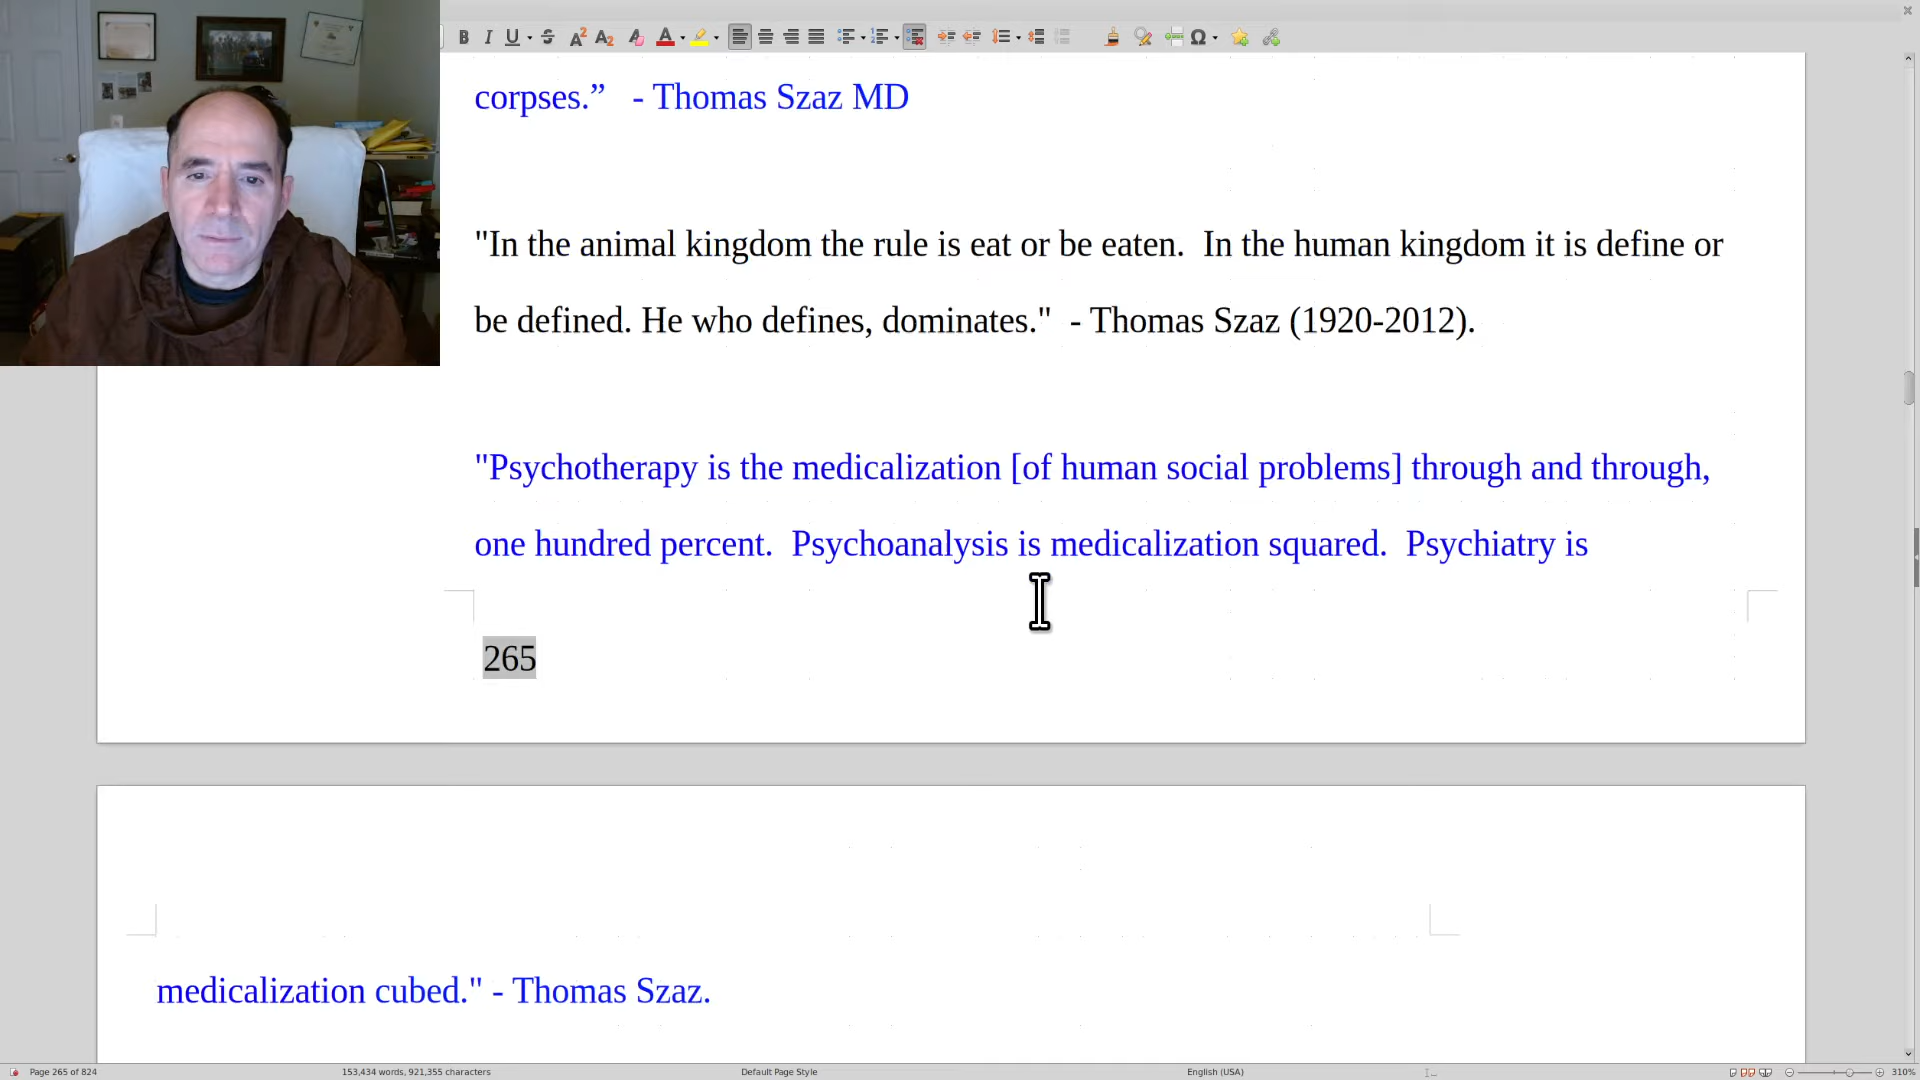 corpses.”   - Thomas Szaz MD
"In the animal kingdom the rule is eat or be eaten.  In the human kingdom it is define or
be defined. He who defines, dominates."  - Thomas Szaz (1920-2012).
"Psychotherapy is the medicalization [of human social problems] through and through,
one hundred percent.  Psychoanalysis is medicalization squared.  Psychiatry is
265
medicalization cubed." - Thomas Szaz.
Page 265 of 824
153,434 words, 921,355 characters
Default Page Style
English (USA)
310%